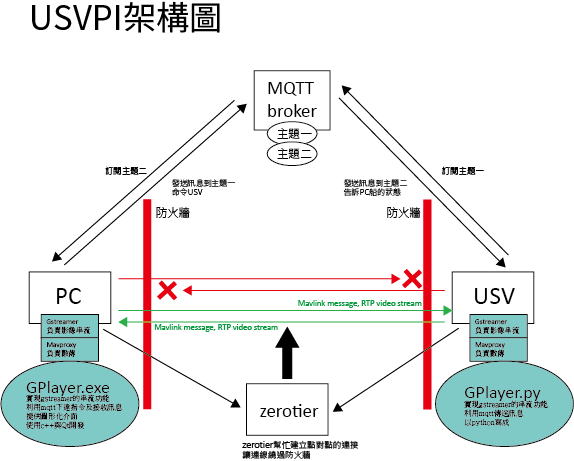 USVPI架構圖
MQTT
broker
主題一
主題二
訂閱主題二
訂閱主題一
發送訊息到主題一
命令USV
發送訊息到主題二
告訴PC船的狀態
防火牆
防火牆
PC
USV
Mavlink message, RTP video stream
Mavlink message, RTP video stream
Gstreamer
負責影像串流
Mavproxy
負責數傳
Gstreamer
負責影像串流
Mavproxy
負責數傳
GPlayer.exe
實現gstreamer的串流功能
利用mqtt下達指令及接收訊息
提供圖形化介面
使用c++與Qt開發
GPlayer.py
實現gstreamer的串流功能
利用mqtt傳送訊息
以python寫成
zerotier
zerotier幫忙建立點對點的連接
讓連線繞過防火牆